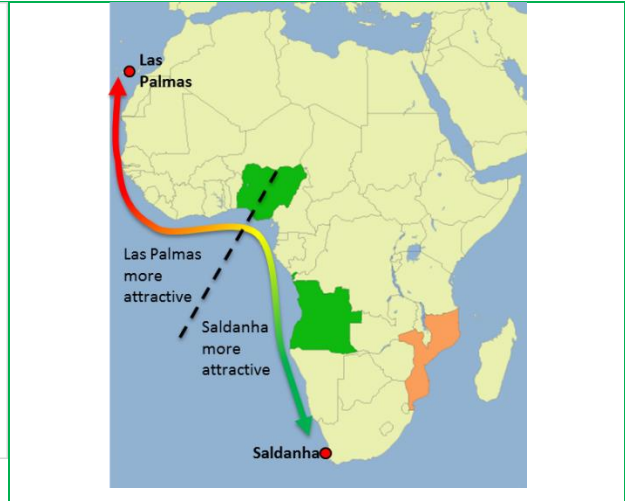 Las
Palmas
Las Palmas
more
attractive
Saldanha
more
attractive
Saldanha